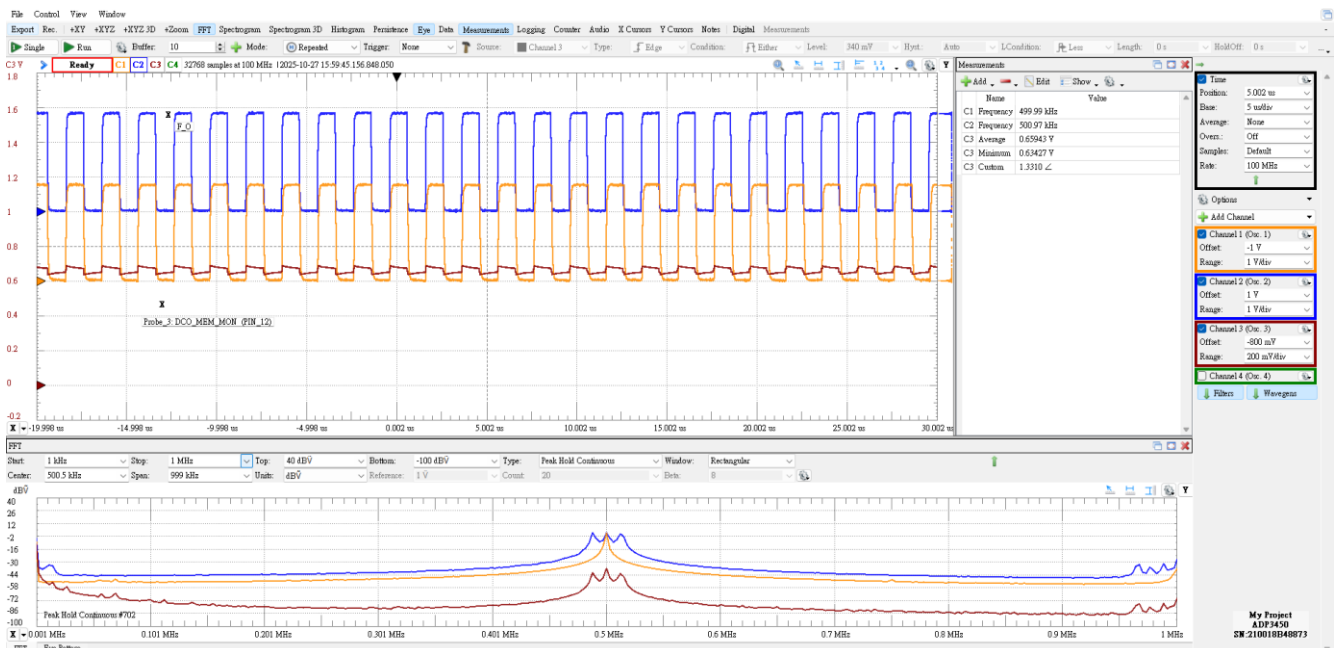 File Control View Window
Export Rec. +XY +XYZ +XYZ 3D +Zoom FFT Spectrogram Spectrogram 3D Histogram Persistence Eye Data Measurements Logging Counter Audio X Cursors Y Cursors Notes Digital Measurements
Single Run Buffer: 10 Mode: Repeated Trigger: None Source: Channel 3 Type: Edge Condition: Either Level: 340 mV Hyst.: Auto LCondition: Less Length: 0 s HoldOff: 0 s
C3 V Ready C1 C2 C3 C4 32768 samples at 100 MHz | 2025-10-27 15:59:45.156.848.050 Y
1.8
1.6
1.4
1.2
1
0.8
0.6
0.4
0.2
0
-0.2
X F_O
X Probe_3: DCO_MEM_MON (PIN_12)
X -19.998 us -14.998 us -9.998 us -4.998 us 0.002 us 5.002 us 10.002 us 15.002 us 20.002 us 25.002 us 30.002 us
Measurements
Add Edit Show
Name Value
C1 Frequency 499.99 kHz
C2 Frequency 500.97 kHz
C3 Average 0.65943 V
C3 Minimum 0.63427 V
C3 Custom 1.3310 ∠
Time
Position: 5.002 us
Base: 5 us/div
Average: None
Overs.: Off
Samples: Default
Rate: 100 MHz
Options
Add Channel
Channel 1 (Osc. 1)
Offset: -1 V
Range: 1 V/div
Channel 2 (Osc. 2)
Offset: 1 V
Range: 1 V/div
Channel 3 (Osc. 3)
Offset: -800 mV
Range: 200 mV/div
Channel 4 (Osc. 4)
Filters Wavegens
FFT
Start: 1 kHz Stop: 1 MHz Top: 40 dBṼ Bottom: -100 dBṼ Type: Peak Hold Continuous Window: Rectangular
Center: 500.5 kHz Span: 999 kHz Units: dBṼ Reference: 1 Ṽ Count: 20 Beta: 8
dBṼ Y
40
26
12
-2
-16
-30
-44
-58
-72
-86
-100
Peak Hold Continuous #702
X 0.001 MHz 0.101 MHz 0.201 MHz 0.301 MHz 0.401 MHz 0.5 MHz 0.6 MHz 0.7 MHz 0.8 MHz 0.9 MHz 1 MHz
My Project
ADP3450
SN:210018B48873